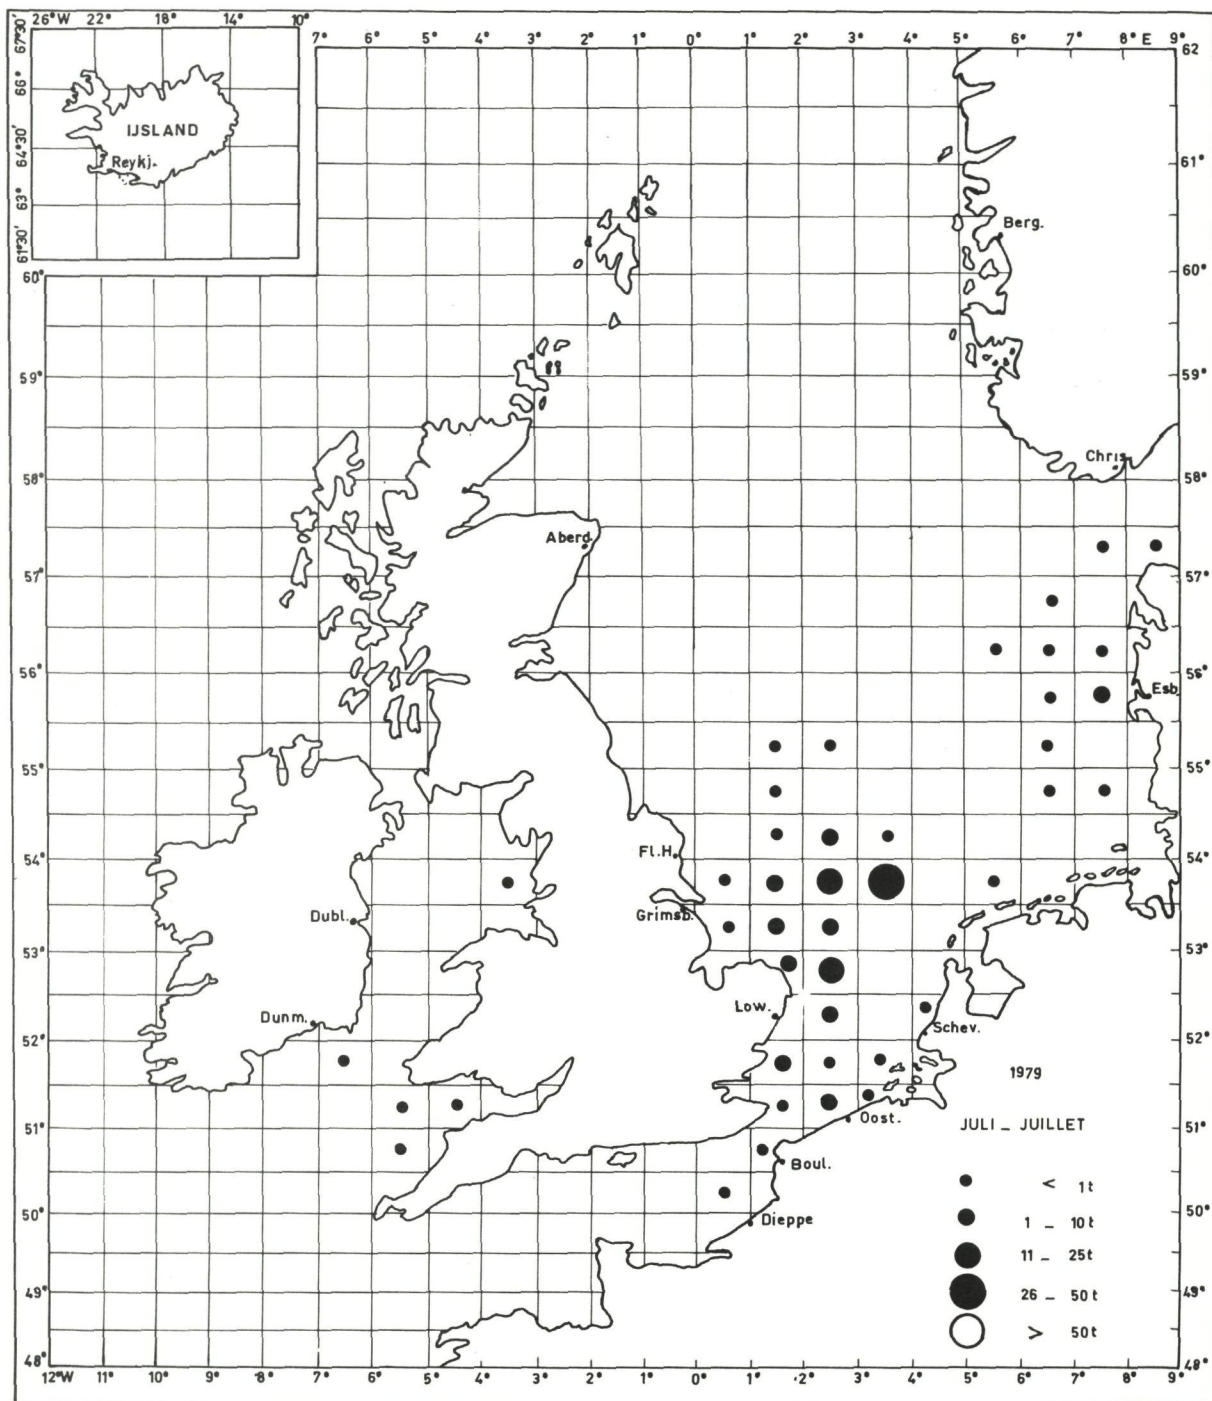 26°W 22° 18° 14° 10°
67°30'
66°
64°30'
63°
61°30'
IJSLAND
Reykj.
7° 6° 5° 4° 3° 2° 1° 0° 1° 2° 3° 4° 5° 6° 7° 8° E
62
61°
60°
59°
58°
57°
56°
55°
54°
53°
52°
51°
50°
49°
48°
60°
59°
58°
57°
56°
55°
54°
53°
52°
51°
50°
49°
48°
Berg.
Chris
Aberd.
Esb
Fl.H.
Grimsb.
Dubl.
Dunm.
Low.
Schev.
Oost.
Boul.
Dieppe
1979
JULI _ JUILLET
< 1t
1 _ 10t
11 _ 25t
26 _ 50t
> 50t
12°W 10° 9° 8° 7° 6° 5° 4° 3° 2° 1° 0° 1° 2° 3° 4° 5° 6° 7° 8° 9°